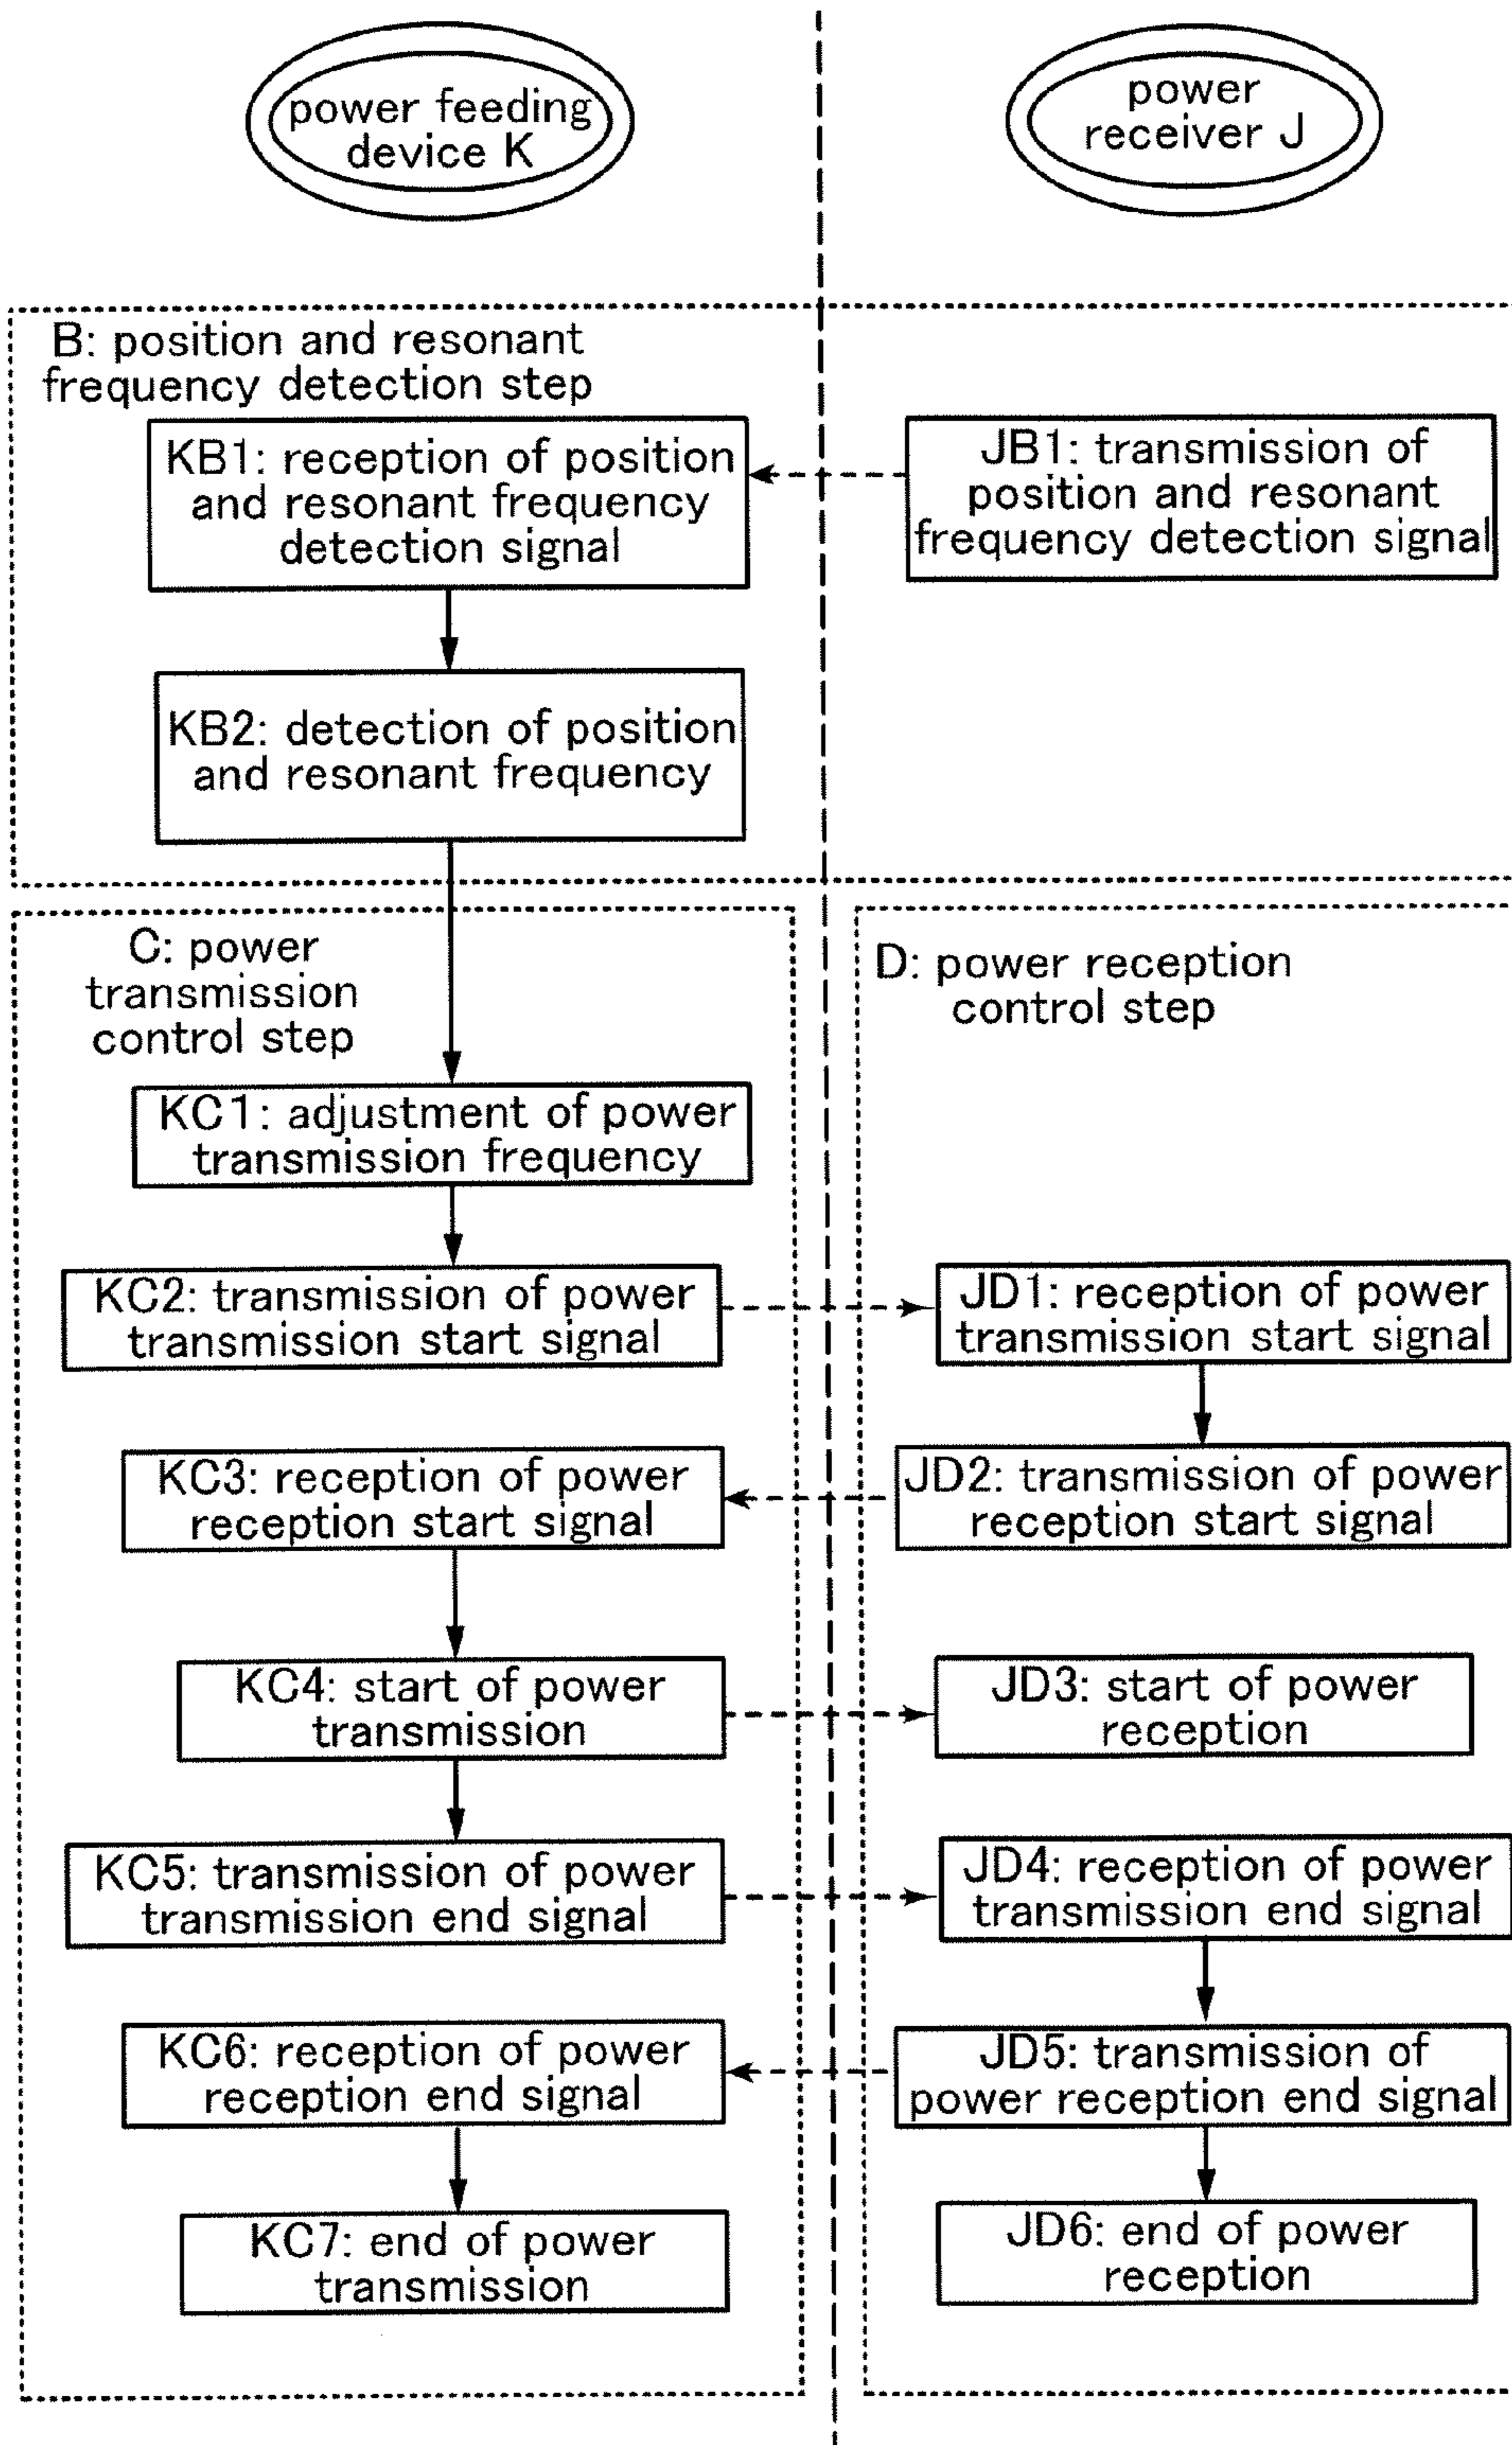 power feeding
device K
power
receiver J
B: position and resonant
frequency detection step
KB1: reception of position
and resonant frequency
detection signal
JB1: transmission of
position and resonant
frequency detection signal
KB2: detection of position
and resonant frequency
C: power
transmission
control step
D: power reception
control step
KC1: adjustment of power
transmission frequency
KC2: transmission of power
transmission start signal
JD1: reception of power
transmission start signal
KC3: reception of power
reception start signal
JD2: transmission of power
reception start signal
KC4: start of power
transmission
JD3: start of power
reception
KC5: transmission of power
transmission end signal
JD4: reception of power
transmission end signal
KC6: reception of power
reception end signal
JD5: transmission of
power reception end signal
KC7: end of power
transmission
JD6: end of power
reception